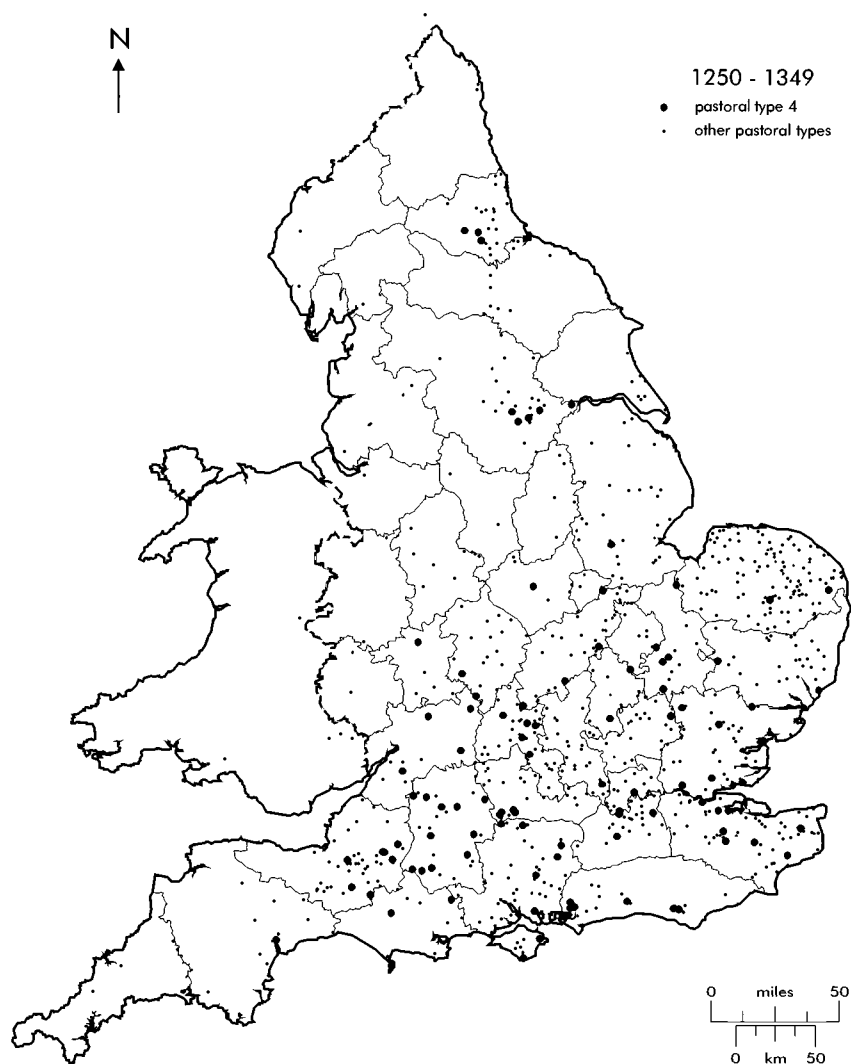 N
1250 - 1349
pastoral type 4
other pastoral types
0 miles 50
0 km 50